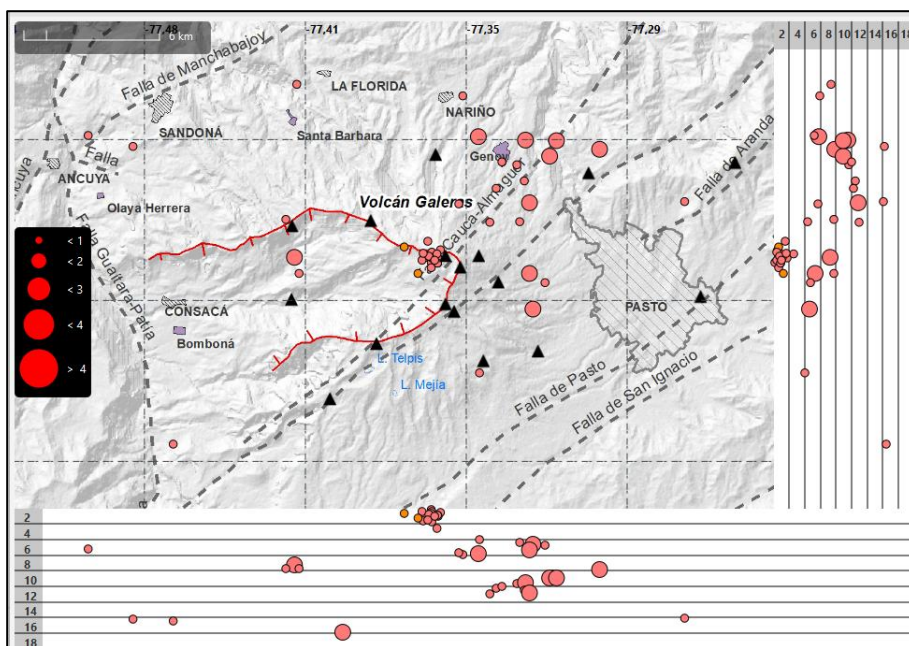 -77,48
-77,41
-77,35
-77,29
6 km
2 4 6 8 10 12 14 16 18
Falla de Manchabajoy
LA FLORIDA
NARIÑO
SANDONÁ
Santa Barbara
Genoy
Falla
ANCUYA
Olaya Herrera
Volcán Galeras
Cauca-Almaguer
Falla de Aranda
Falla Guaitara-Patía
< 1
< 2
< 3
< 4
> 4
CONSACÁ
Bomboná
PASTO
L. Telpis
L. Mejía
Falla de Pasto
Falla de San Ignacio
2
4
6
8
10
12
14
16
18